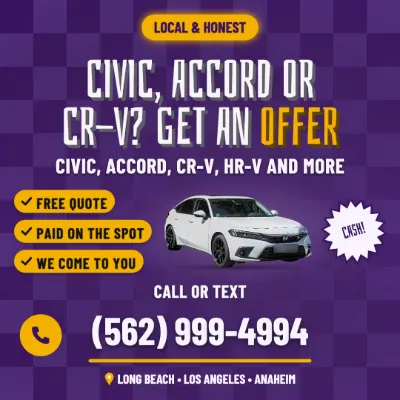 LOCAL & HONEST
CIVIC, ACCORD OR
CR-V? GET AN OFFER
CIVIC, ACCORD, CR-V, HR-V AND MORE
FREE QUOTE
PAID ON THE SPOT
WE COME TO YOU
CASH!
CALL OR TEXT
(562) 999-4994
LONG BEACH • LOS ANGELES • ANAHEIM